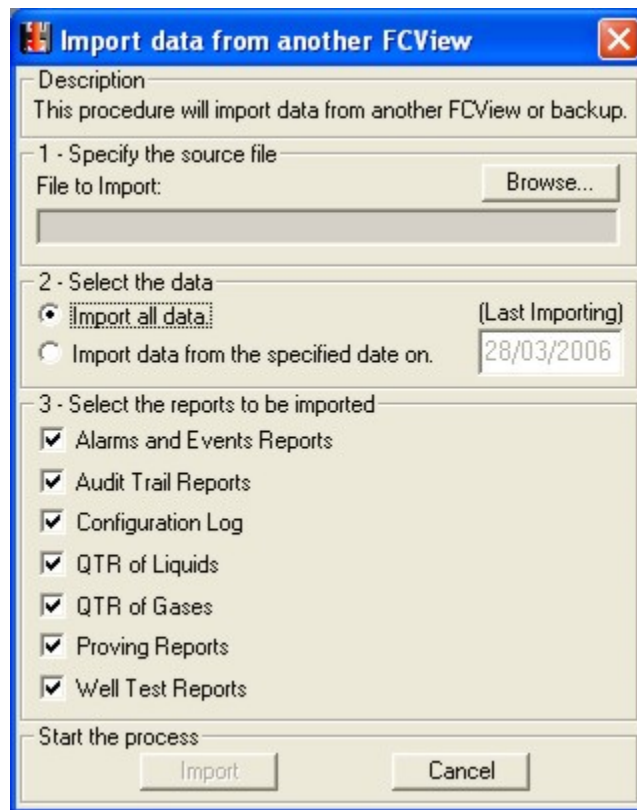 Import data from another FCView
Description
This procedure will import data from another FCView or backup.
1 - Specify the source file
File to Import:
Browse...
2 - Select the data
Import all data.
(Last Importing)
Import data from the specified date on.
28/03/2006
3 - Select the reports to be imported
Alarms and Events Reports
Audit Trail Reports
Configuration Log
QTR of Liquids
QTR of Gases
Proving Reports
Well Test Reports
Start the process
Import
Cancel